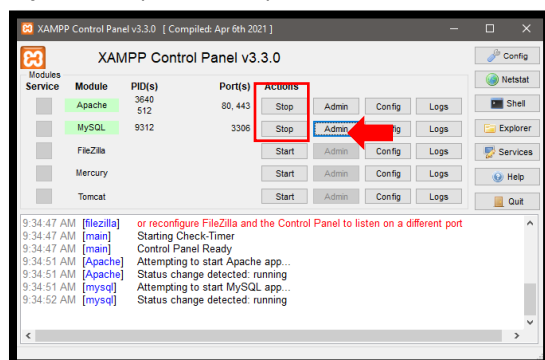 XAMPP Control Panel v3.3.0 [ Compiled: Apr 6th 2021 ]
XAMPP Control Panel v3.3.0
Config
Modules
Service Module PID(s) Port(s) Actions
Netstat
Apache 3640 512 80, 443 Stop Admin Config Logs
Shell
MySQL 9312 3306 Stop Admin Logs
Explorer
FileZilla Start Admin Config Logs
Services
Mercury Start Admin Config Logs
Help
Tomcat Start Admin Config Logs
Quit
9:34:47 AM [filezilla] or reconfigure FileZilla and the Control Panel to listen on a different port
9:34:47 AM [main] Starting Check-Timer
9:34:47 AM [main] Control Panel Ready
9:34:51 AM [Apache] Attempting to start Apache app...
9:34:51 AM [Apache] Status change detected: running
9:34:51 AM [mysql] Attempting to start MySQL app...
9:34:52 AM [mysql] Status change detected: running